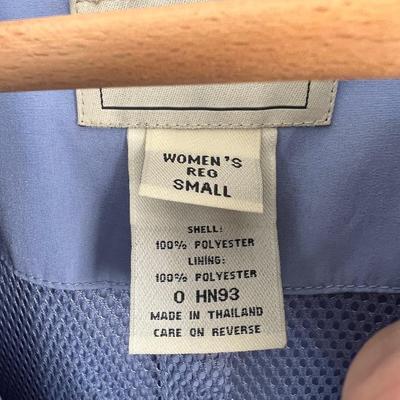 WOMEN'S
REG
SMALL
SHELL:
100% POLYESTER
LINING:
100% POLYESTER
0 HN93
MADE IN THAILAND
CARE ON REVERSE